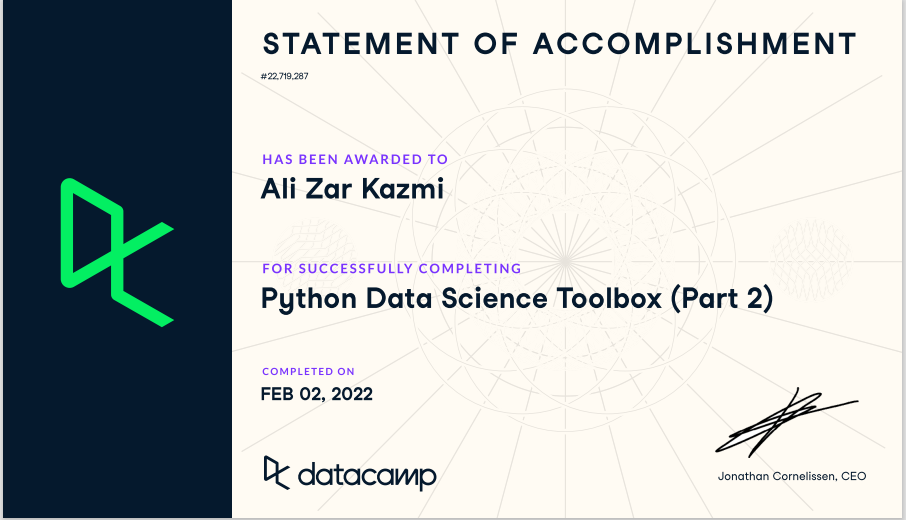 STATEMENT OF ACCOMPLISHMENT
#22,719,287
HAS BEEN AWARDED TO
Ali Zar Kazmi
FOR SUCCESSFULLY COMPLETING
Python Data Science Toolbox (Part 2)
COMPLETED ON
FEB 02, 2022
datacamp
Jonathan Cornelissen, CEO